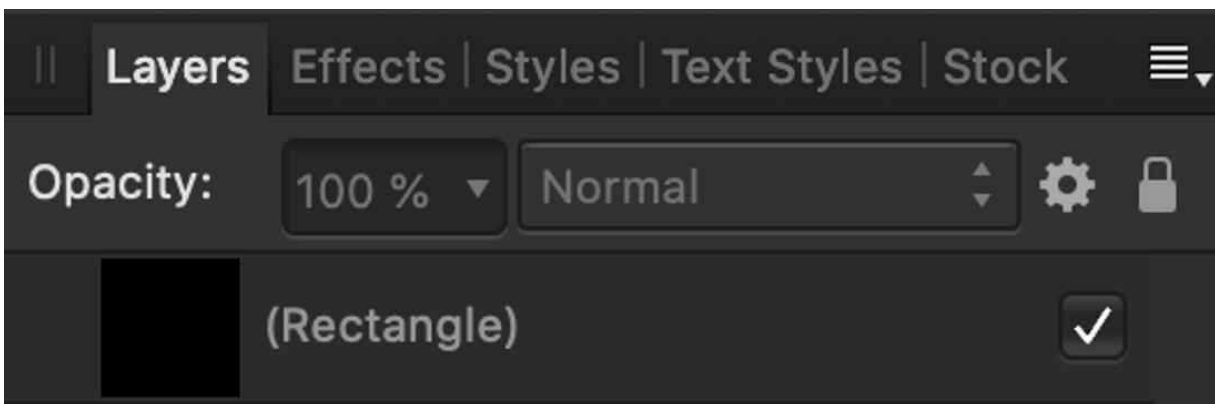 Layers Effects | Styles | Text Styles | Stock
Opacity: 100 % Normal
(Rectangle)